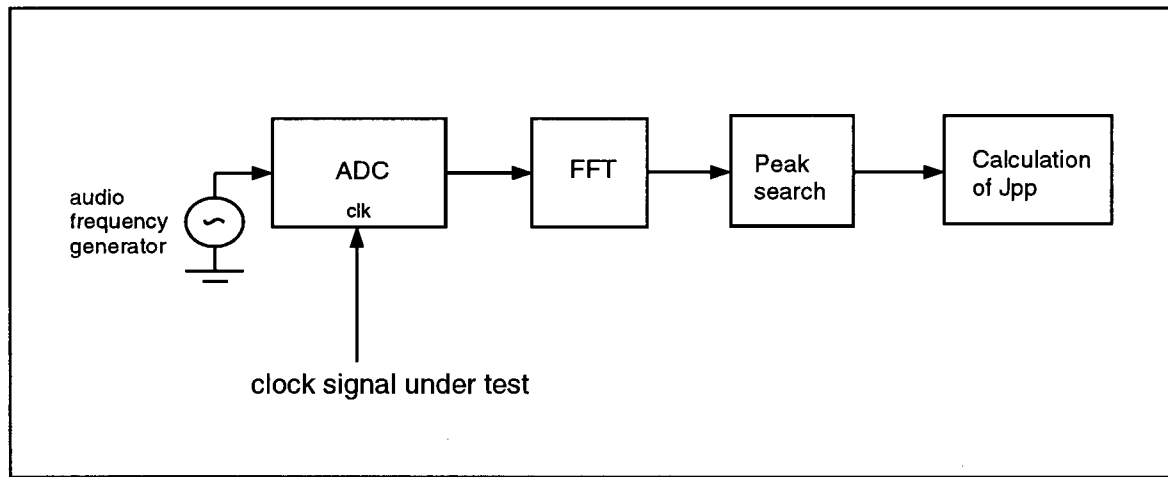 audio
frequency
generator
ADC
clk
FFT
Peak
search
Calculation
of Jpp
clock signal under test